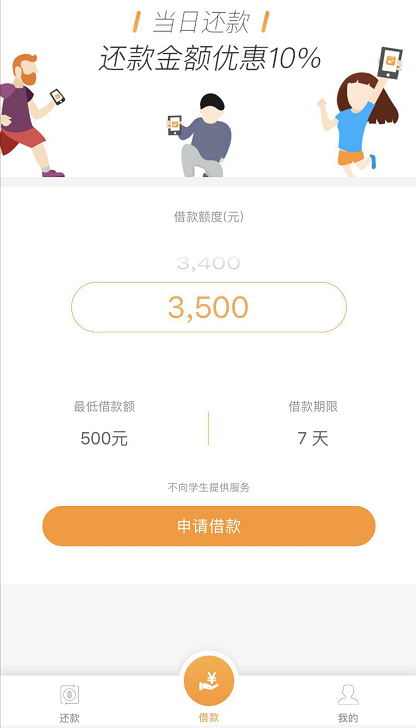 当日还款
还款金额优惠10%
借款额度(元)
3,400
3,500
最低借款额
借款期限
500元
7 天
不向学生提供服务
申请借款
还款
借款
我的